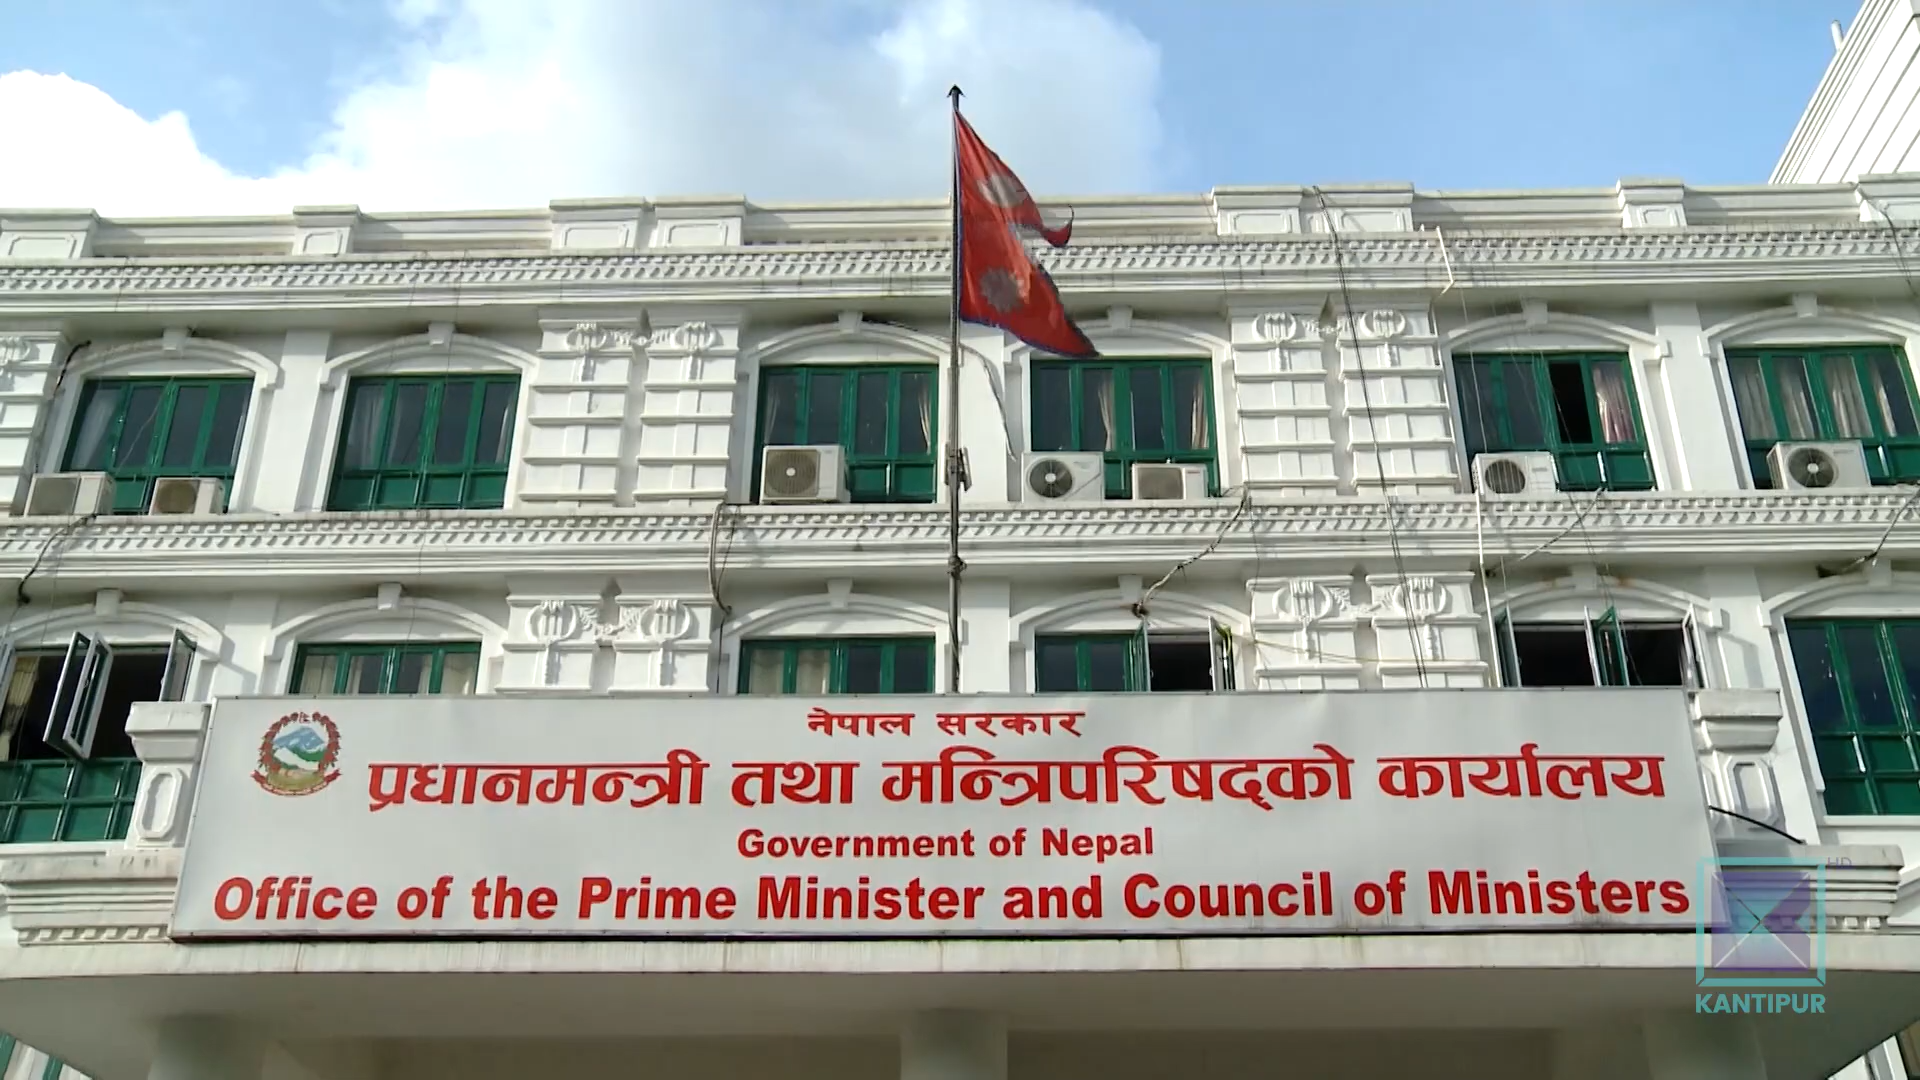 नेपाल सरकार
प्रधानमन्त्री तथा मन्त्रिपरिषद्को कार्यालय
Government of Nepal
Office of the Prime Minister and Council of Ministers
HD
KANTIPUR